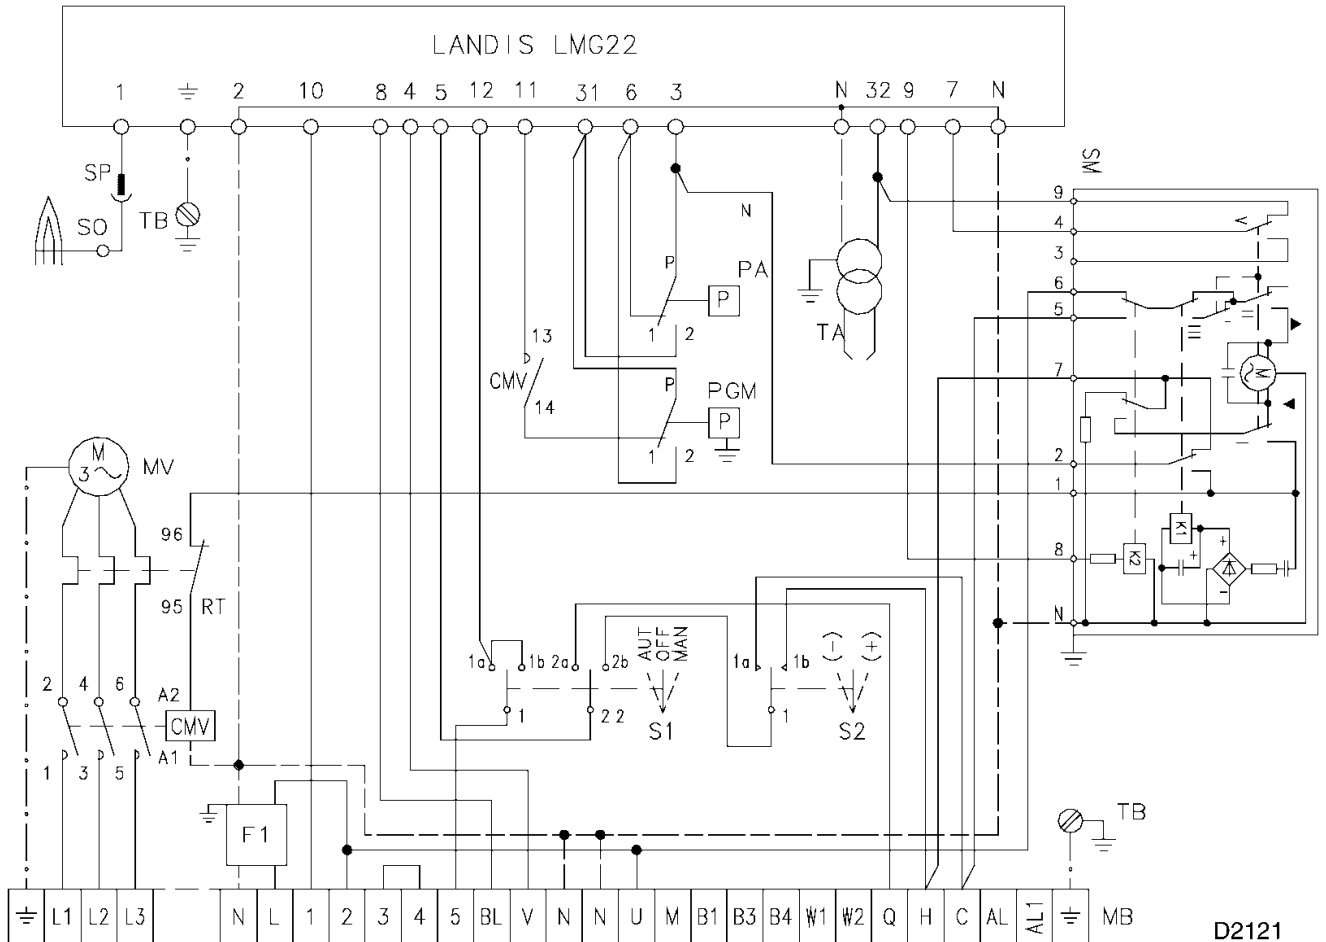 LANDIS LMG22
1 2 10 8 4 5 12 11 31 6 3 N 32 9 7 N
SM
SP
SO
TB
N
9
4
3
6
5
7
2
1
8
N
P PA
P
1 2
TA
13
CMV
14
P PGM
P
1 2
V
M
K1
K2
+
+
-
M
3
MV
96
95 RT
2 4 6 A2
CMV
1 3 5 A1
1a 1b 2a 2b
AUT
OFF
MAN
1 2 2
S1
1a 1b
(-)
(+)
1
S2
F1
TB
L1 L2 L3 N L 1 2 3 4 5 BL V N N U M B1 B3 B4 W1 W2 Q H C AL AL1 MB
D2121